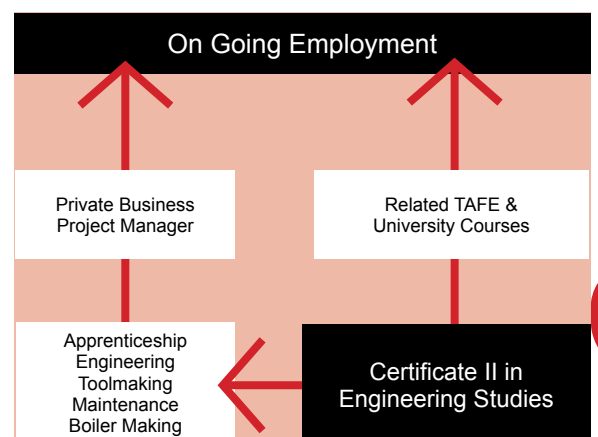 On Going Employment
Private Business
Project Manager
Related TAFE &
University Courses
Apprenticeship
Engineering
Toolmaking
Maintenance
Boiler Making
Certificate II in
Engineering Studies